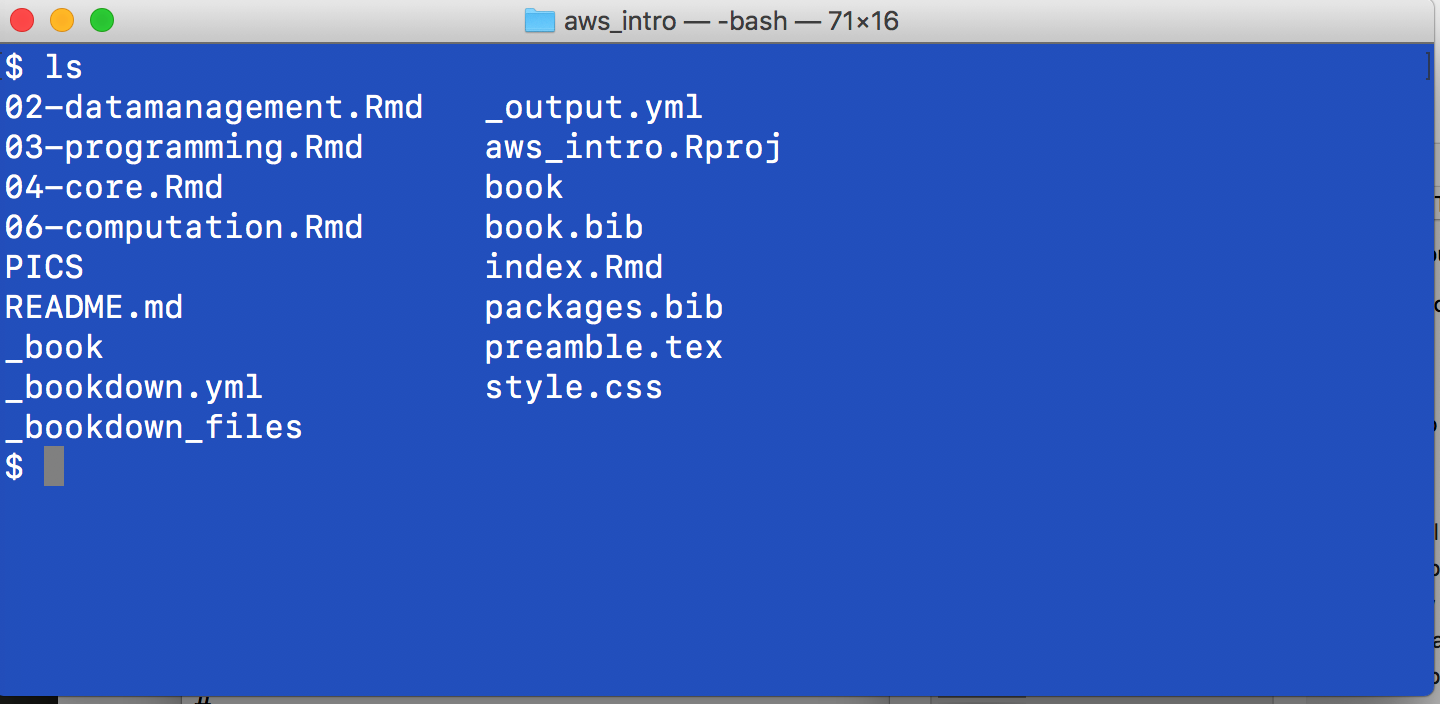 aws_intro — -bash — 71×16
$ ls
02-datamanagement.Rmd _output.yml
03-programming.Rmd aws_intro.Rproj
04-core.Rmd book
06-computation.Rmd book.bib
PICS index.Rmd
README.md packages.bib
_book preamble.tex
_bookdown.yml style.css
_bookdown_files
$
#